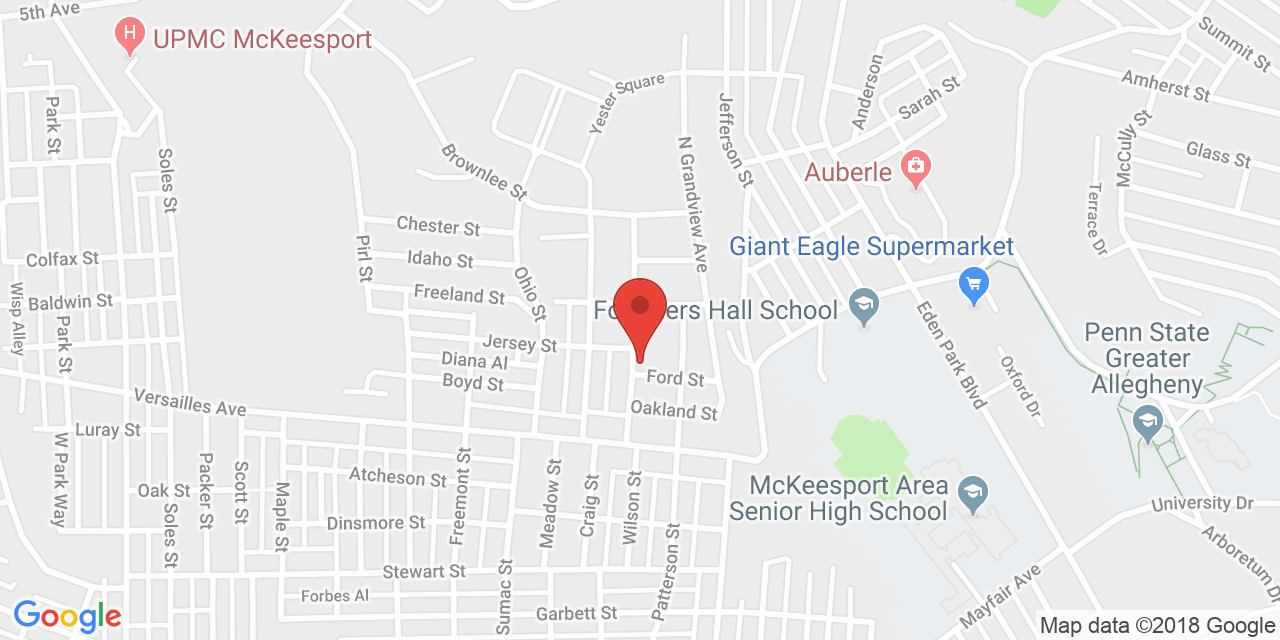 5th Ave
H
UPMC McKeesport
Summit St
Amherst St
Anderson
Sarah St
Yester Square
Jefferson St
Park St
Soles St
Brownlee St
N Grandview Ave
McCully St
Glass St
Auberle
Terrace Dr
Chester St
Pirl St
Idaho St
Ohio St
Freeland St
Giant Eagle Supermarket
Colfax St
Wisp Alley
Baldwin St
Park St
ers Hall School
Eden Park Blvd
Penn State
Greater
Allegheny
Jersey St
Diana Al
Boyd St
Ford St
Oxford Dr
Oakland St
Versailles Ave
Luray St
W Park Way
Packer St
Scott St
Atcheson St
Freemont St
Meadow St
Craig St
Wilson St
McKeesport Area
Senior High School
Oak St
Soles St
Maple St
Dinsmore St
Patterson St
University Dr
Arboretum D
Stewart St
Sumac St
Forbes Al
Garbett St
Mayfair Ave
Google
Map data ©2018 Google